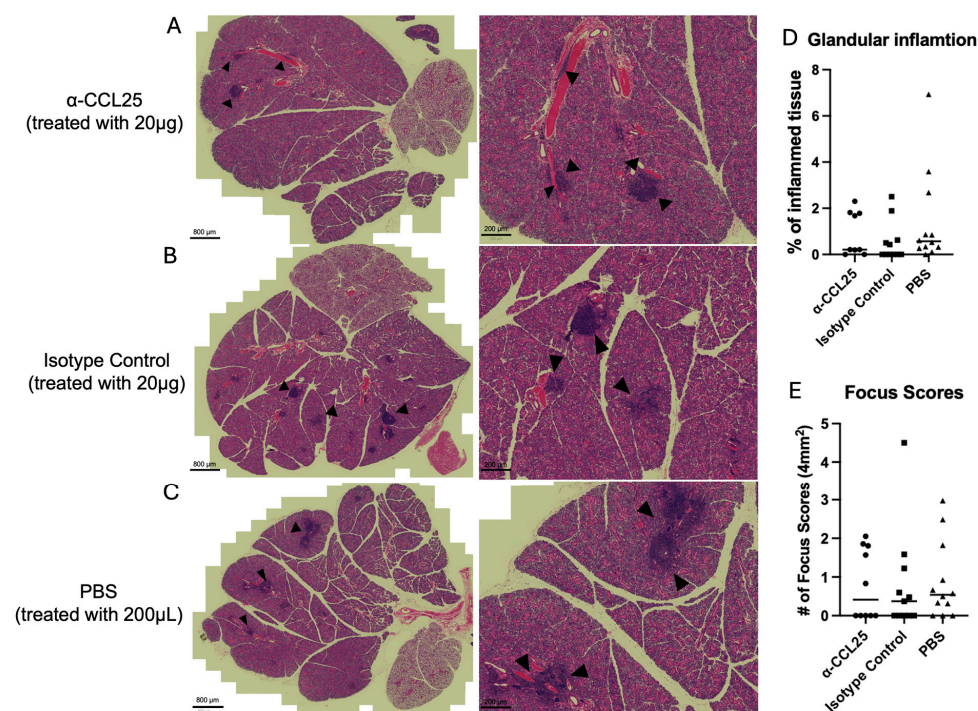 A
α-CCL25
(treated with 20µg)
800 µm
200 µm
B
Isotype Control
(treated with 20µg)
800 µm
200 µm
C
PBS
(treated with 200µL)
800 µm
200 µm
D Glandular inflamtion
% of inflammed tissue
8
6
4
2
0
α-CCL25
Isotype Control
PBS
E Focus Scores
# of Focus Scores (4mm²)
5
4
3
2
1
0
α-CCL25
Isotype Control
PBS